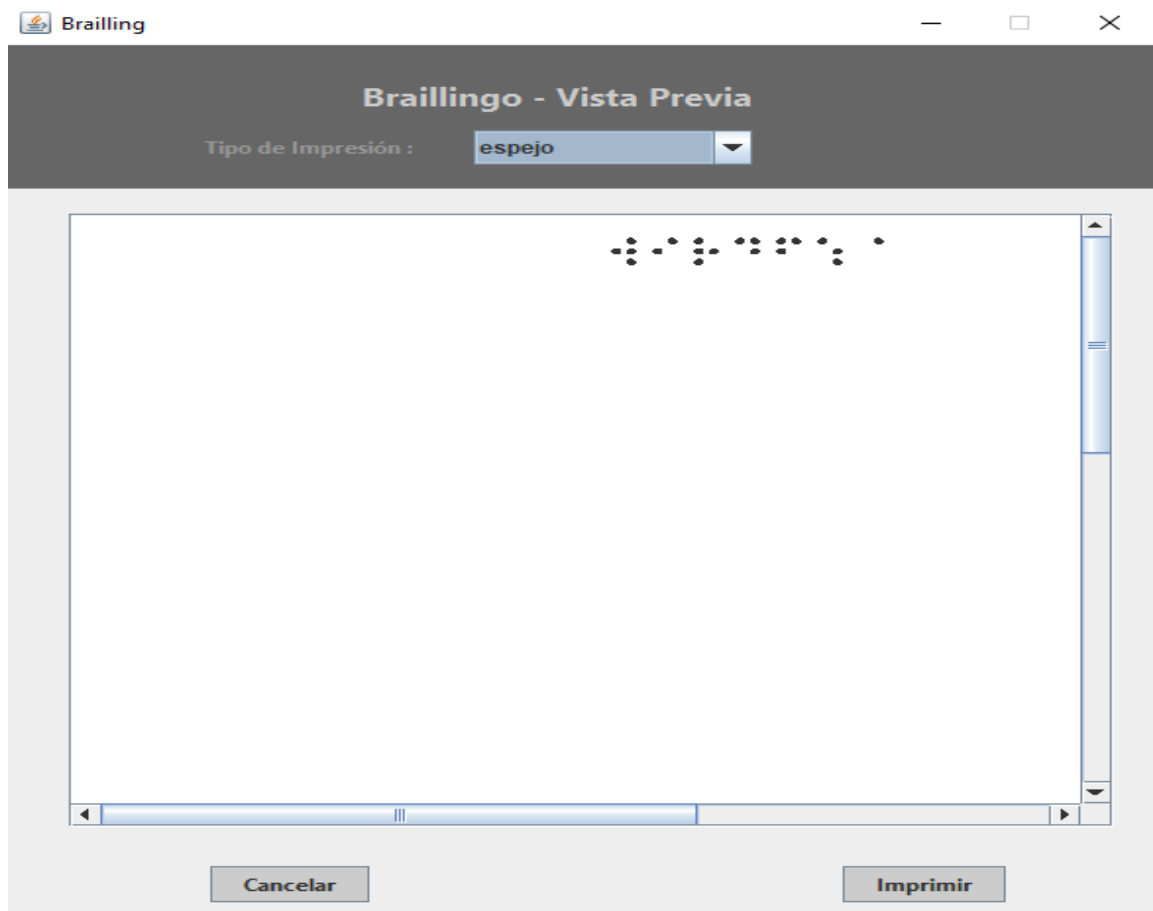 Brailling
Braillingo - Vista Previa
Tipo de Impresión :
espejo
Cancelar
Imprimir